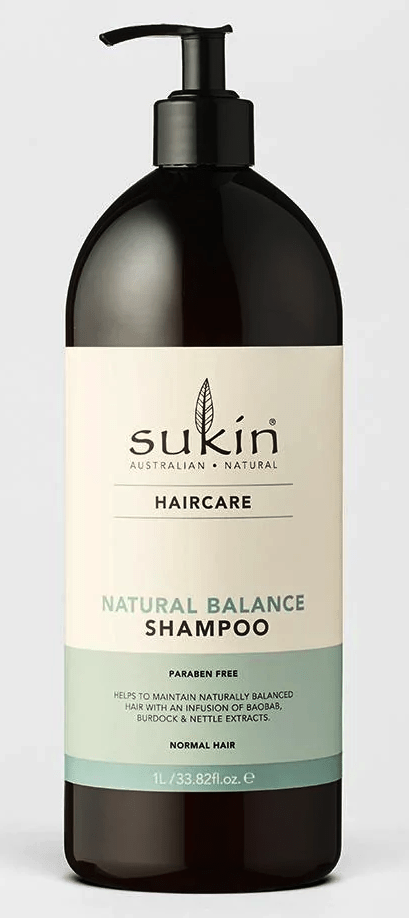 sukin®
AUSTRALIAN • NATURAL
HAIRCARE
NATURAL BALANCE
SHAMPOO
PARABEN FREE
HELPS TO MAINTAIN NATURALLY BALANCED
HAIR WITH AN INFUSION OF BAOBAB,
BURDOCK & NETTLE EXTRACTS.
NORMAL HAIR
1L/33.82fl.oz. ℮